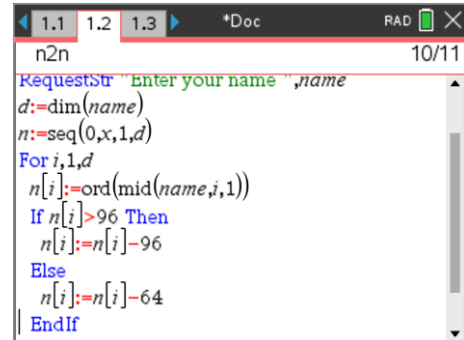 1.1 1.2 1.3 *Doc RAD
n2n 10/11
RequestStr "Enter your name ",name
d:=dim(name)
n:=seq(0,x,1,d)
For i,1,d
n[i]:=ord(mid(name,i,1))
If n[i]>96 Then
n[i]:=n[i]−96
Else
n[i]:=n[i]−64
EndIf